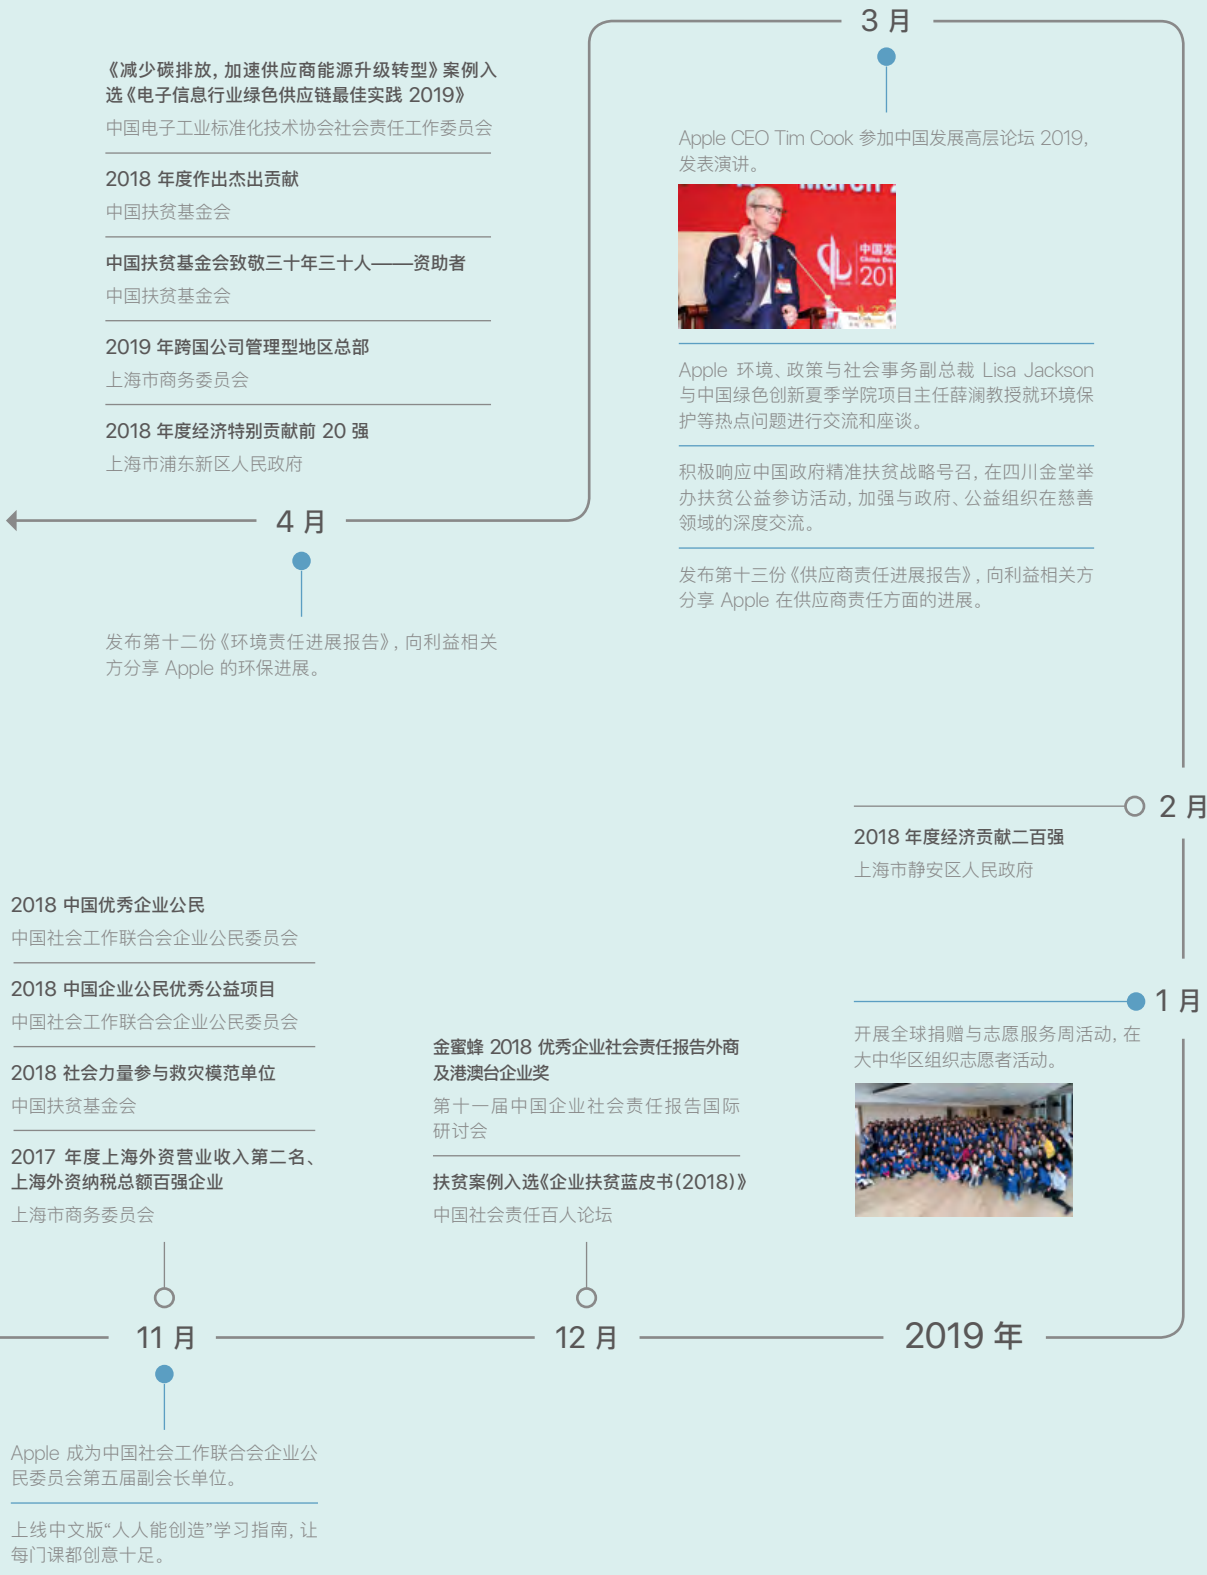 3 月
Apple CEO Tim Cook 参加中国发展高层论坛 2019，
发表演讲。
中国发
201
Apple 环境、政策与社会事务副总裁 Lisa Jackson
与中国绿色创新夏季学院项目主任薛澜教授就环境保
护等热点问题进行交流和座谈。
积极响应中国政府精准扶贫战略号召，在四川金堂举
办扶贫公益参访活动，加强与政府、公益组织在慈善
领域的深度交流。
发布第十三份《供应商责任进展报告》，向利益相关方
分享 Apple 在供应商责任方面的进展。
《减少碳排放，加速供应商能源升级转型》案例入
选《电子信息行业绿色供应链最佳实践 2019》
中国电子工业标准化技术协会社会责任工作委员会
2018 年度作出杰出贡献
中国扶贫基金会
中国扶贫基金会致敬三十年三十人——资助者
中国扶贫基金会
2019 年跨国公司管理型地区总部
上海市商务委员会
2018 年度经济特别贡献前 20 强
上海市浦东新区人民政府
4 月
发布第十二份《环境责任进展报告》，向利益相关
方分享 Apple 的环保进展。
2 月
2018 年度经济贡献二百强
上海市静安区人民政府
1 月
开展全球捐赠与志愿服务周活动，在
大中华区组织志愿者活动。
2018 中国优秀企业公民
中国社会工作联合会企业公民委员会
2018 中国企业公民优秀公益项目
中国社会工作联合会企业公民委员会
2018 社会力量参与救灾模范单位
中国扶贫基金会
2017 年度上海外资营业收入第二名、
上海外资纳税总额百强企业
上海市商务委员会
11 月
Apple 成为中国社会工作联合会企业公
民委员会第五届副会长单位。
上线中文版“人人能创造”学习指南，让
每门课都创意十足。
金蜜蜂 2018 优秀企业社会责任报告外商
及港澳台企业奖
第十一届中国企业社会责任报告国际
研讨会
扶贫案例入选《企业扶贫蓝皮书（2018）》
中国社会责任百人论坛
12 月
2019 年